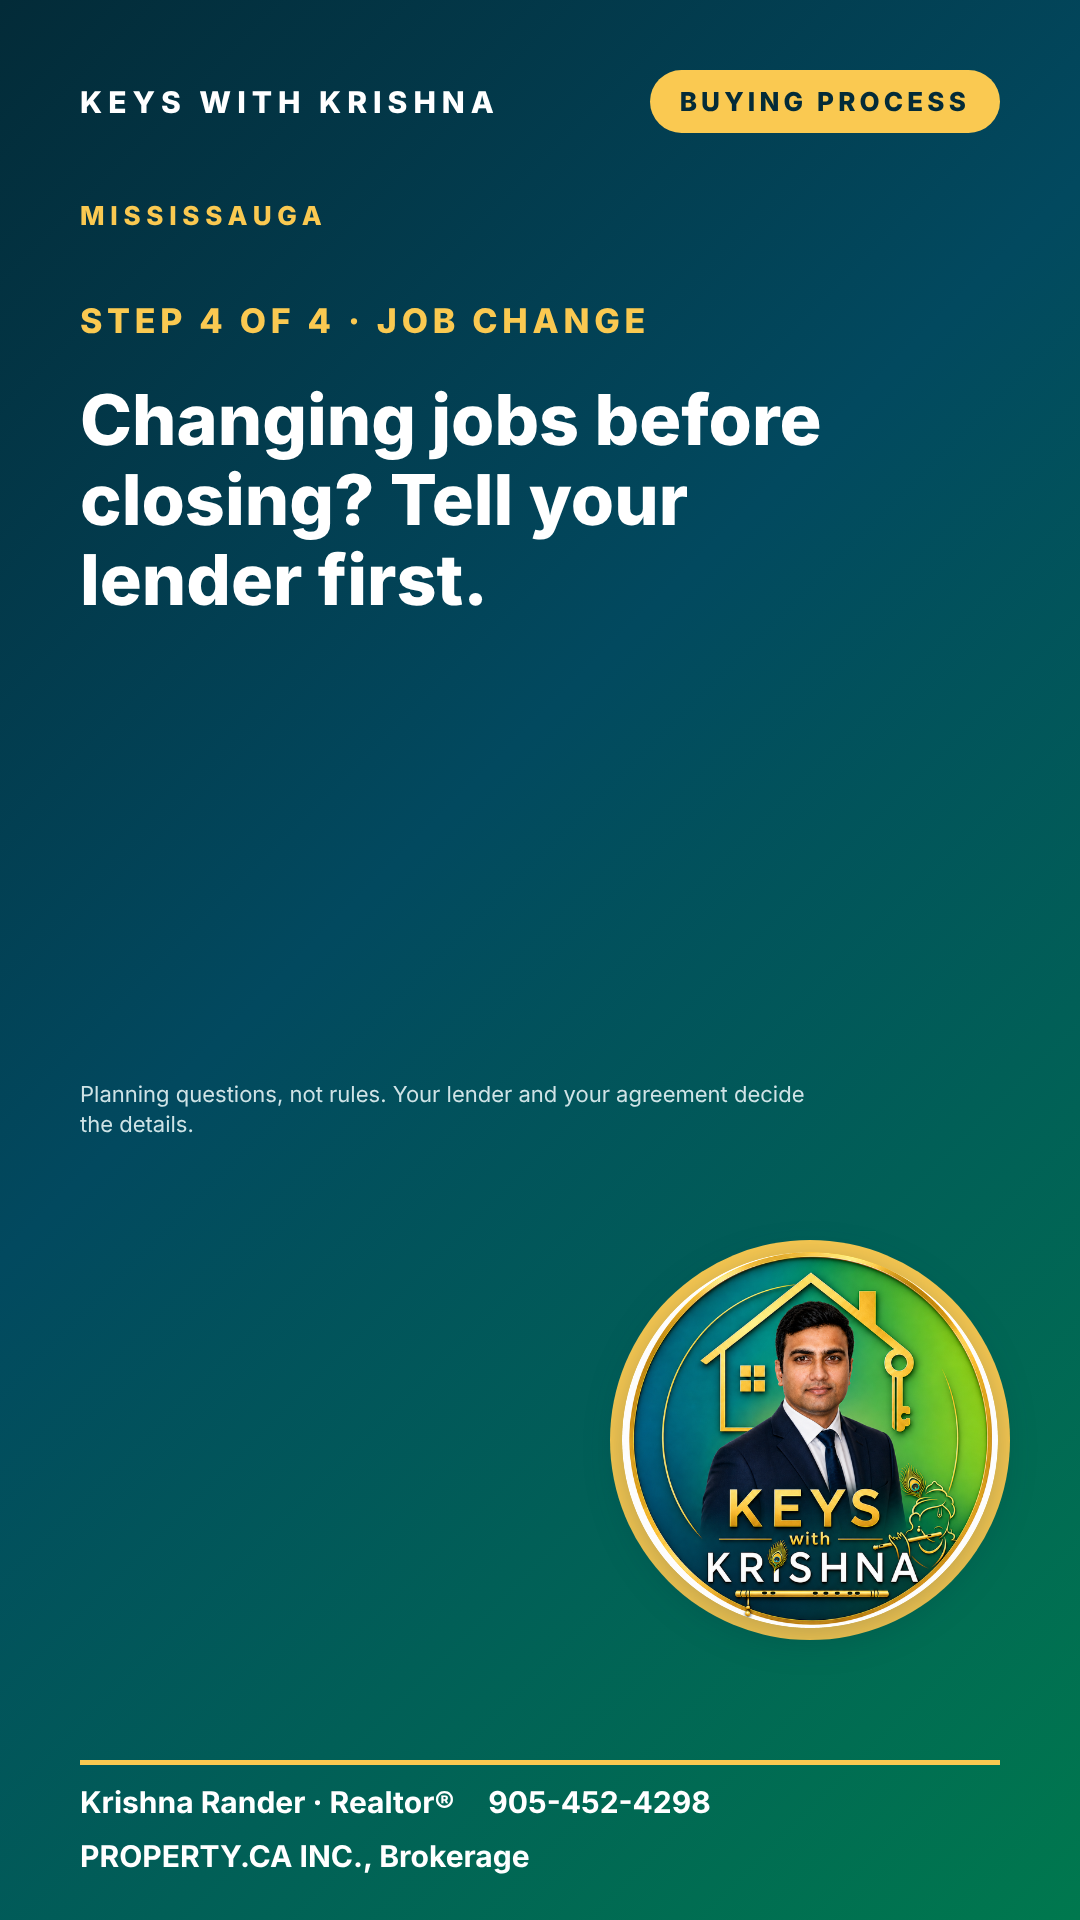 KEYS WITH KRISHNA
BUYING PROCESS
MISSISSAUGA
STEP 4 OF 4 · JOB CHANGE
Changing jobs before
closing? Tell your
lender first.
Planning questions, not rules. Your lender and your agreement decide
the details.
KEYS
with
KRISHNA
Krishna Rander · Realtor® 905-452-4298
PROPERTY.CA INC., Brokerage